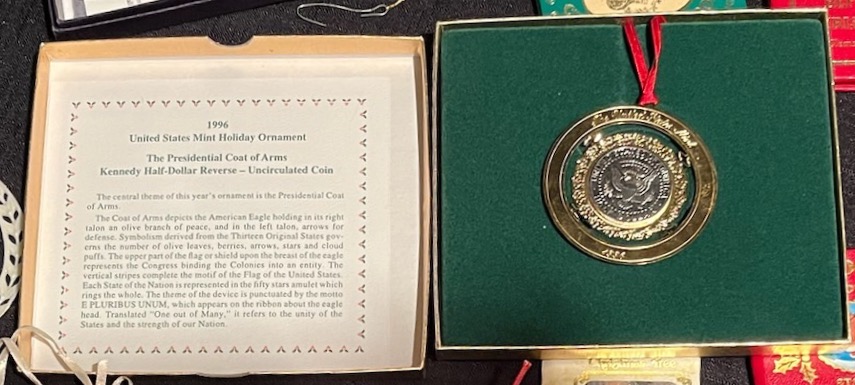 1996
United States Mint Holiday Ornament
The Presidential Coat of Arms
Kennedy Half-Dollar Reverse – Uncirculated Coin
The central theme of this year's ornament is the Presidential Coat
of Arms.
The Coat of Arms depicts the American Eagle holding in its right
talon an olive branch of peace, and in the left talon, arrows for
defense. Symbolism derived from the Thirteen Original States gov-
erns the number of olive leaves, berries, arrows, stars and cloud
puffs. The upper part of the flag or shield upon the breast of the eagle
represents the Congress binding the Colonies into an entity. The
vertical stripes complete the motif of the Flag of the United States.
Each State of the Nation is represented in the fifty stars amulet which
rings the whole. The theme of the device is punctuated by the motto
E PLURIBUS UNUM, which appears on the ribbon about the eagle
head. Translated "One out of Many," it refers to the unity of the
States and the strength of our Nation.
The United States Mint
1996